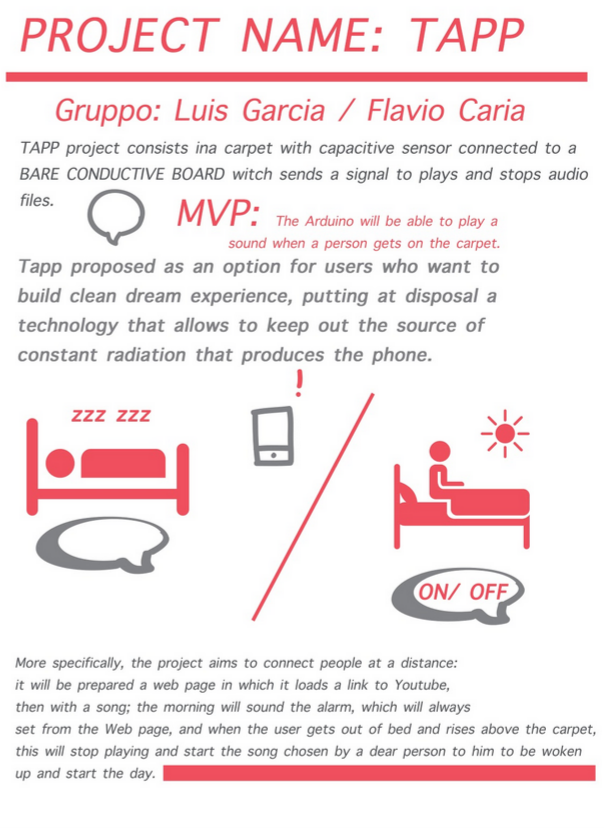 PROJECT NAME: TAPP
Gruppo: Luis Garcia / Flavio Caria
TAPP project consists ina carpet with capacitive sensor connected to a
BARE CONDUCTIVE BOARD witch sends a signal to plays and stops audio
files.
MVP: The Arduino will be able to play a
sound when a person gets on the carpet.
Tapp proposed as an option for users who want to
build clean dream experience, putting at disposal a
technology that allows to keep out the source of
constant radiation that produces the phone.
!
zzz zzz
ON/ OFF
More specifically, the project aims to connect people at a distance:
it will be prepared a web page in which it loads a link to Youtube,
then with a song; the morning will sound the alarm, which will always
set from the Web page, and when the user gets out of bed and rises above the carpet,
this will stop playing and start the song chosen by a dear person to him to be woken
up and start the day.